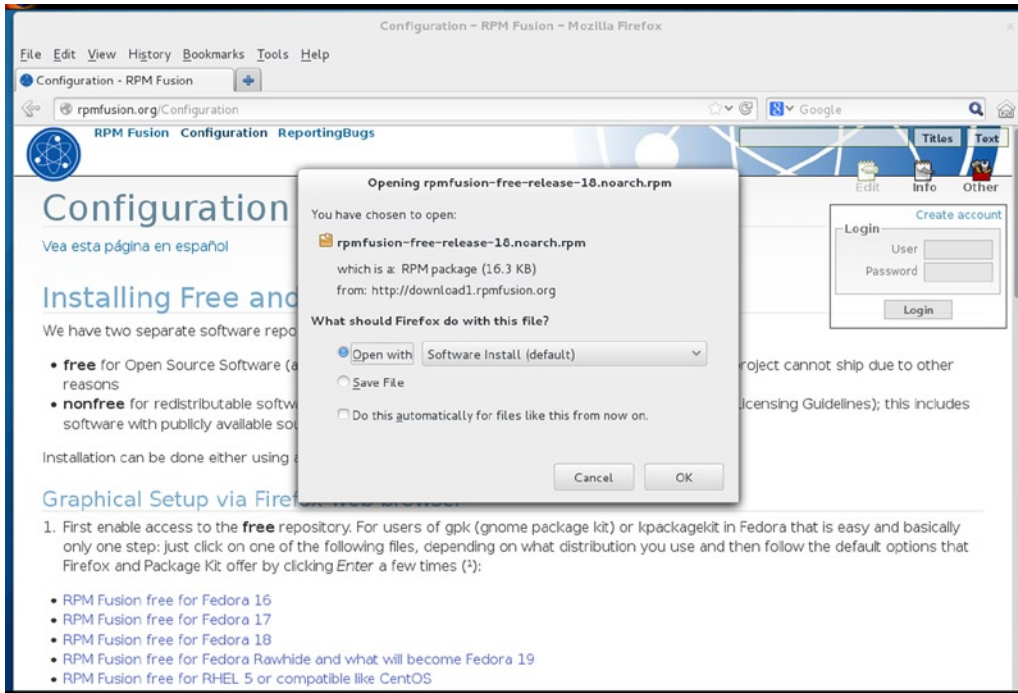 Configuration - RPM Fusion - Mozilla Firefox
File Edit View History Bookmarks Tools Help
Configuration - RPM Fusion
rpmfusion.org/Configuration
Google
RPM Fusion Configuration ReportingBugs
Titles Text
Edit Info Other
Create account
Login
User
Password
Login
Configuration
Vea esta página en español
Installing Free and
We have two separate software repo
• free for Open Source Software (a
roject cannot ship due to other
reasons
• nonfree for redistributable softw
icensing Guidelines); this includes
software with publicly available sou
Installation can be done either using a
Graphical Setup via Firefox web browser
Opening rpmfusion-free-release-18.noarch.rpm
You have chosen to open:
rpmfusion-free-release-18.noarch.rpm
which is a: RPM package (16.3 KB)
from: http://download1.rpmfusion.org
What should Firefox do with this file?
Open with Software Install (default)
Save File
Do this automatically for files like this from now on.
Cancel OK
1. First enable access to the free repository. For users of gpk (gnome package kit) or kpackagekit in Fedora that is easy and basically
only one step: just click on one of the following files, depending on what distribution you use and then follow the default options that
Firefox and Package Kit offer by clicking Enter a few times (¹):
• RPM Fusion free for Fedora 16
• RPM Fusion free for Fedora 17
• RPM Fusion free for Fedora 18
• RPM Fusion free for Fedora Rawhide and what will become Fedora 19
• RPM Fusion free for RHEL 5 or compatible like CentOS